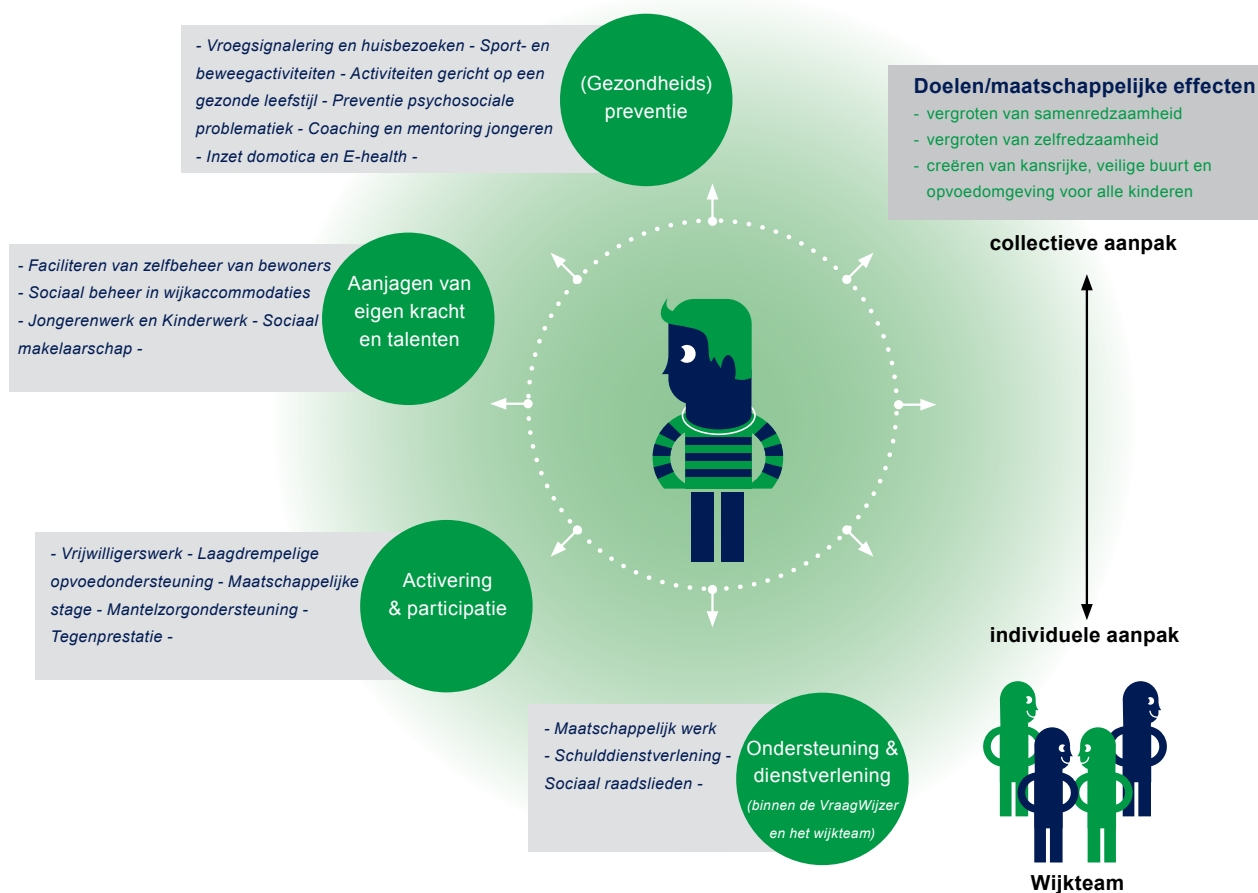 - Vroegsignalering en huisbezoeken - Sport- en
beweegactiviteiten - Activiteiten gericht op een
gezonde leefstijl - Preventie psychosociale
problematiek - Coaching en mentoring jongeren
- Inzet domotica en E-health -
(Gezondheids)
preventie
Doelen/maatschappelijke effecten
- vergroten van samenredzaamheid
- vergroten van zelfredzaamheid
- creëren van kansrijke, veilige buurt en
opvoedomgeving voor alle kinderen
collectieve aanpak
- Faciliteren van zelfbeheer van bewoners
- Sociaal beheer in wijkaccommodaties
- Jongerenwerk en Kinderwerk - Sociaal
makelaarschap -
Aanjagen van
eigen kracht
en talenten
- Vrijwilligerswerk - Laagdrempelige
opvoedondersteuning - Maatschappelijke
stage - Mantelzorgondersteuning -
Tegenprestatie -
Activering
& participatie
individuele aanpak
- Maatschappelijk werk
- Schulddienstverlening -
Sociaal raadslieden -
Ondersteuning &
dienstverlening
(binnen de VraagWijzer
en het wijkteam)
Wijkteam